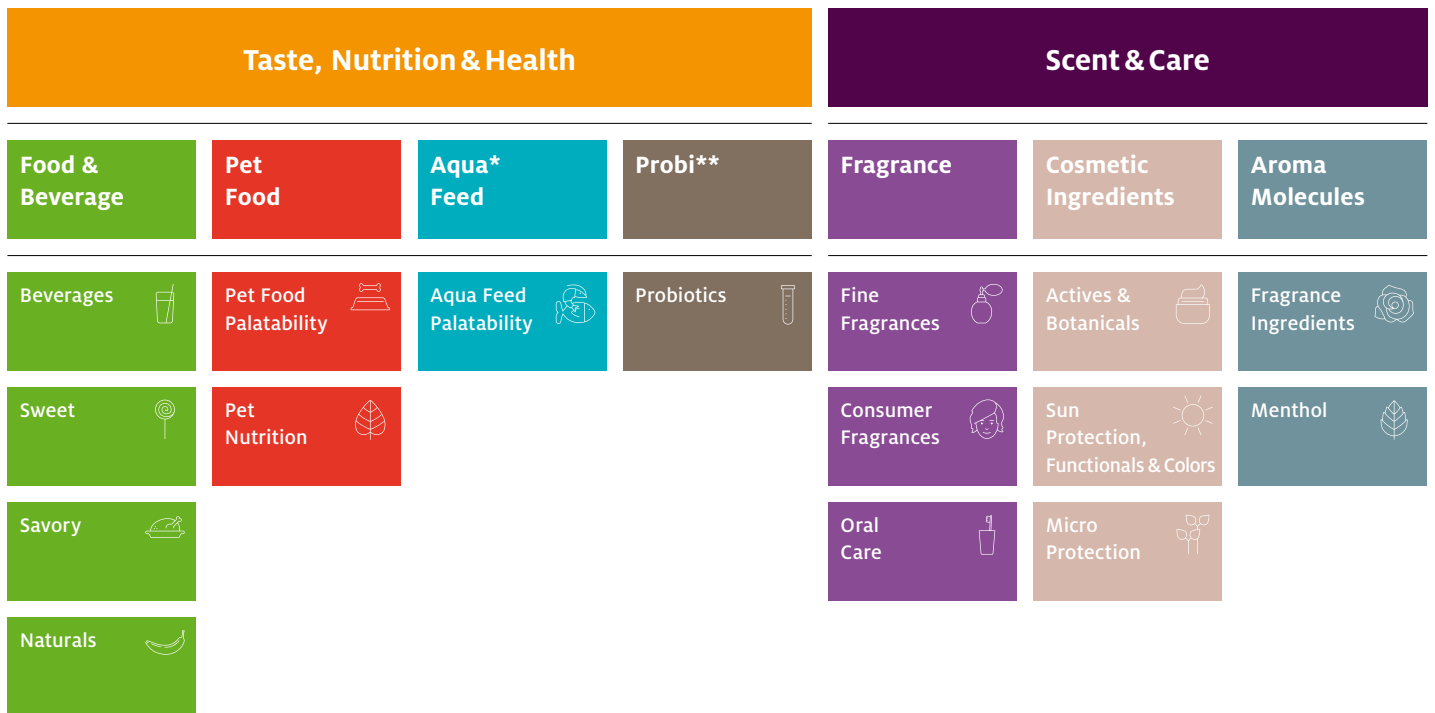 Taste, Nutrition & Health
Scent & Care
Food &
Beverage
Pet
Food
Aqua*
Feed
Probi**
Fragrance
Cosmetic
Ingredients
Aroma
Molecules
Beverages
Pet Food
Palatability
Aqua Feed
Palatability
Probiotics
Fine
Fragrances
Actives &
Botanicals
Fragrance
Ingredients
Sweet
Pet
Nutrition
Consumer
Fragrances
Sun
Protection,
Functionals & Colors
Menthol
Savory
Oral
Care
Micro
Protection
Naturals